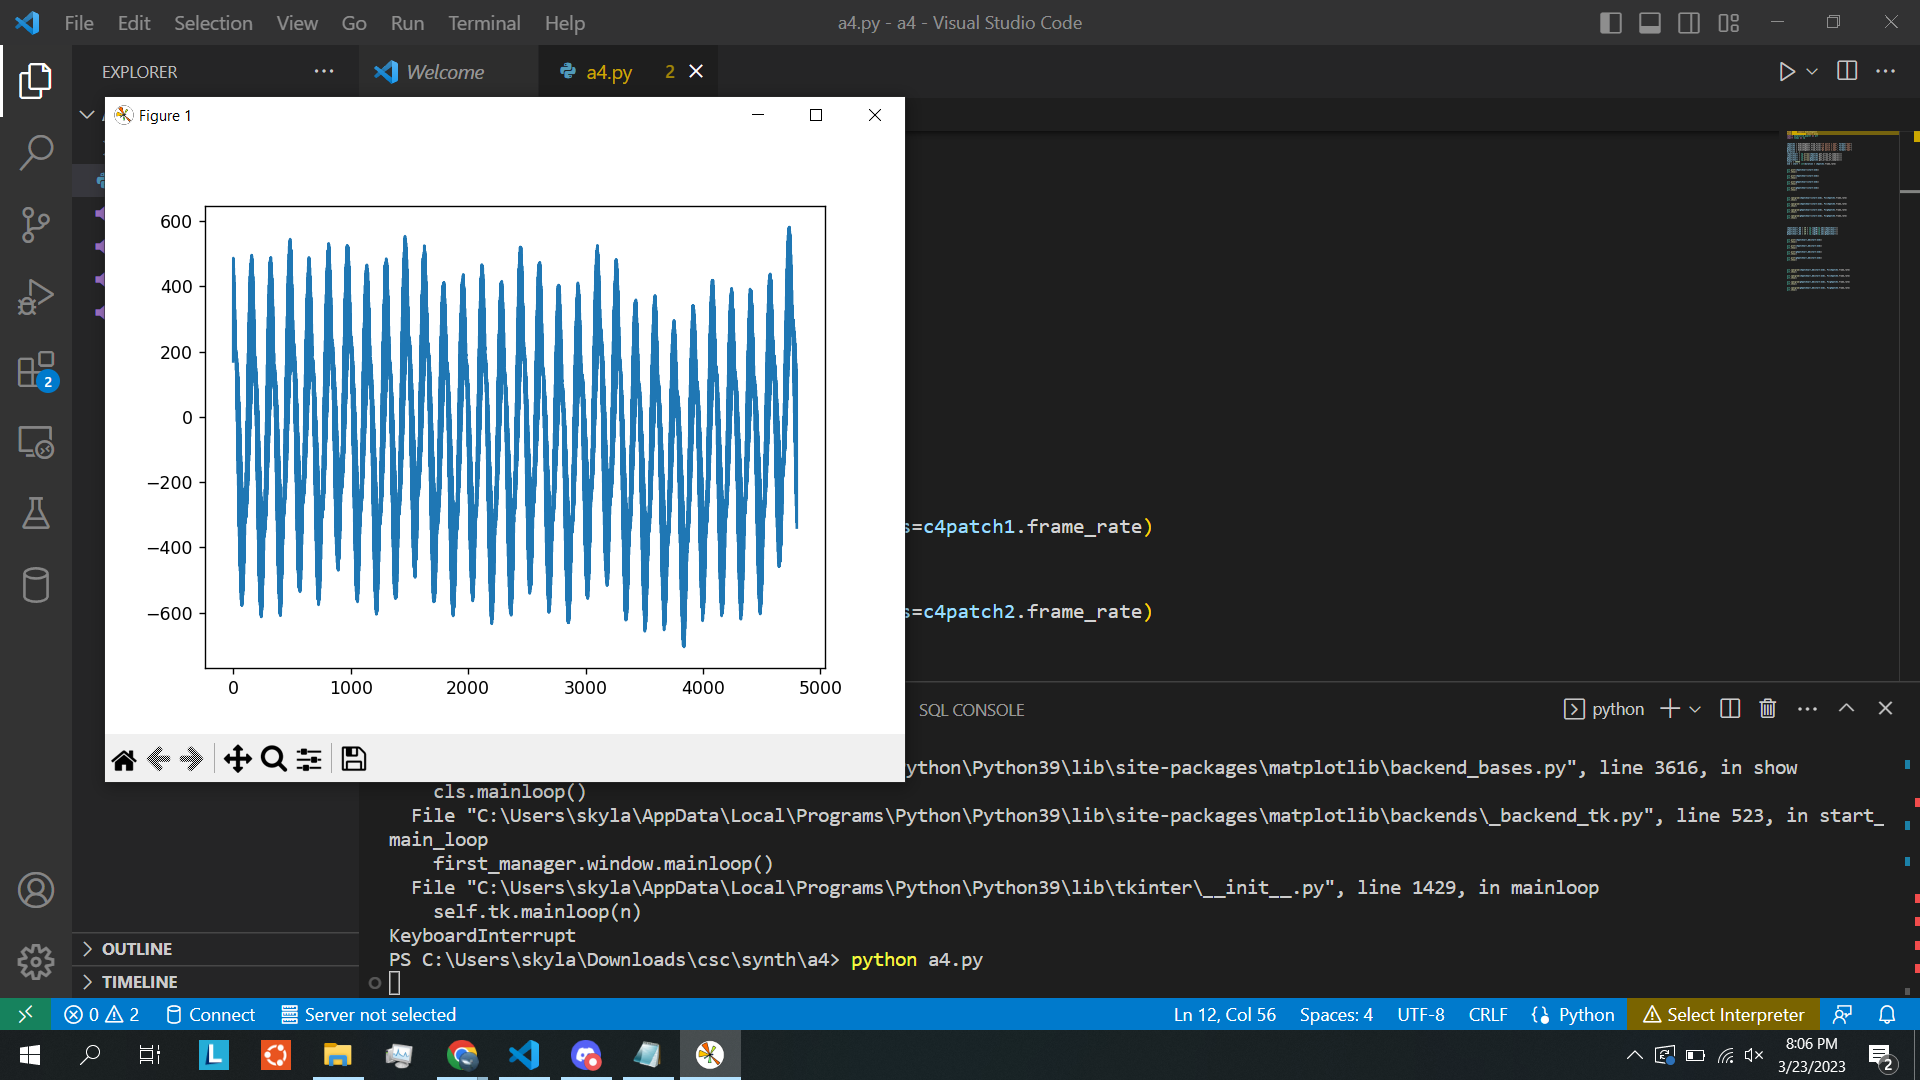 File Edit Selection View Go Run Terminal Help
a4.py - a4 - Visual Studio Code
EXPLORER
Welcome
a4.py 2
Figure 1
600
400
200
0
−200
−400
−600
0 1000 2000 3000 4000 5000
s=c4patch1.frame_rate)
s=c4patch2.frame_rate)
2
SQL CONSOLE
python
ython\Python39\lib\site-packages\matplotlib\backend_bases.py", line 3616, in show
cls.mainloop()
File "C:\Users\skyla\AppData\Local\Programs\Python\Python39\lib\site-packages\matplotlib\backends\_backend_tk.py", line 523, in start_
main_loop
first_manager.window.mainloop()
File "C:\Users\skyla\AppData\Local\Programs\Python\Python39\lib\tkinter\__init__.py", line 1429, in mainloop
self.tk.mainloop(n)
KeyboardInterrupt
PS C:\Users\skyla\Downloads\csc\synth\a4> python a4.py
OUTLINE
TIMELINE
0 2 Connect Server not selected
Ln 12, Col 56 Spaces: 4 UTF-8 CRLF Python Select Interpreter
L
8:06 PM
3/23/2023
2